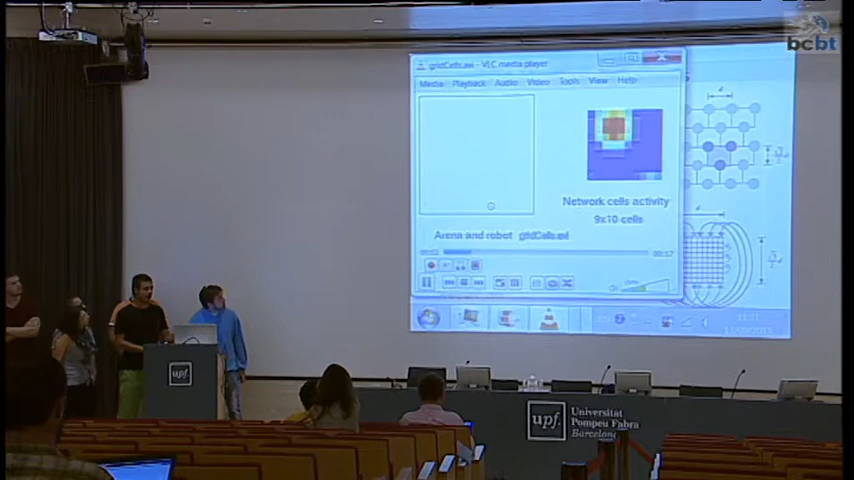 bcbt
gridCells.avi - VLC media player
Media Playback Audio Video Tools View Help
Network cells activity
9x10 cells
Arena and robot gridCells.avi
upf.
upf.
Universitat
Pompeu Fabra
Barcelona